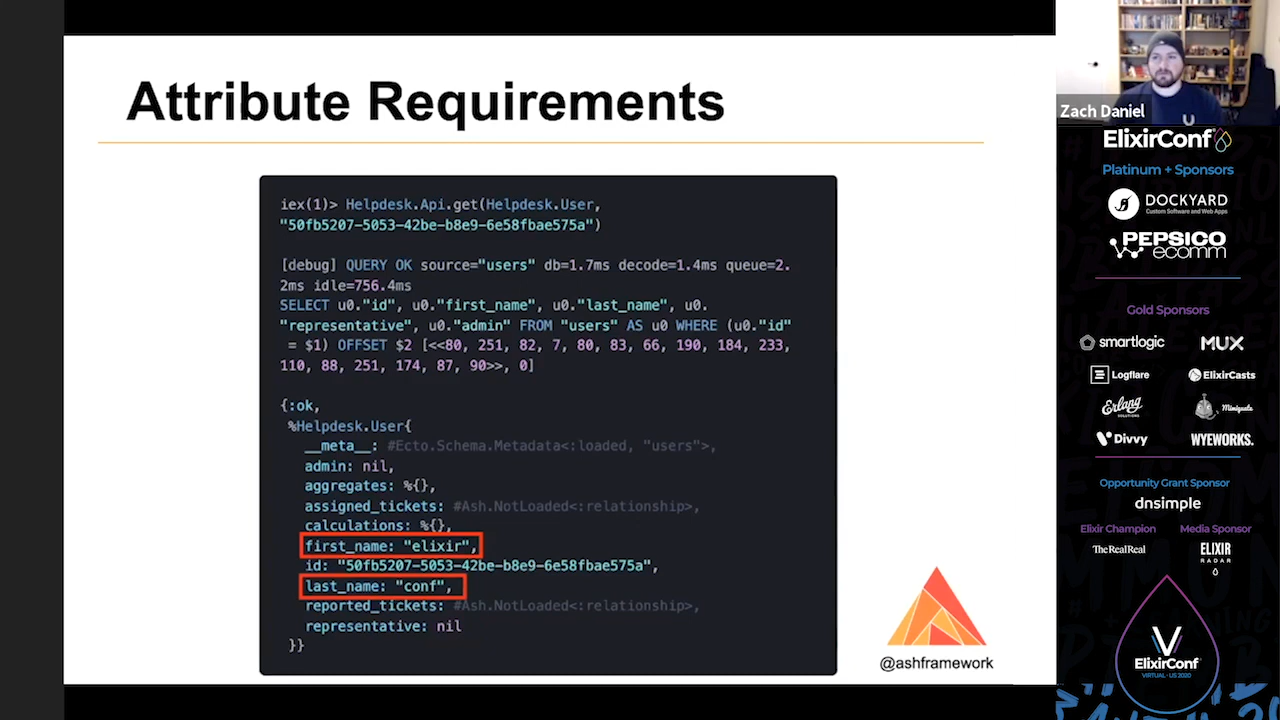 Attribute Requirements
iex(1)> Helpdesk.Api.get(Helpdesk.User,
"50fb5207-5053-42be-b8e9-6e58fbae575a")
[debug] QUERY OK source="users" db=1.7ms decode=1.4ms queue=2.
2ms idle=756.4ms
SELECT u0."id", u0."first_name", u0."last_name", u0.
"representative", u0."admin" FROM "users" AS u0 WHERE (u0."id"
= $1) OFFSET $2 [<<80, 251, 82, 7, 80, 83, 66, 190, 184, 233,
110, 88, 251, 174, 87, 90>>, 0]
{:ok,
%Helpdesk.User{
__meta__: #Ecto.Schema.Metadata<:loaded, "users">,
admin: nil,
aggregates: %{},
assigned_tickets: #Ash.NotLoaded<:relationship>,
calculations: %{},
first_name: "elixir",
id: "50fb5207-5053-42be-b8e9-6e58fbae575a",
last_name: "conf",
reported_tickets: #Ash.NotLoaded<:relationship>,
representative: nil
}}
@ashframework
Zach Daniel
ElixirConf
Platinum + Sponsors
DOCKYARD
Custom Software and Web Apps
PEPSICO
ecomm
Gold Sponsors
smartlogic
MUX
Logflare
ElixirCasts
Erlang
SOLUTIONS
Miniquate
Divvy
WYEWORKS.
Opportunity Grant Sponsor
dnsimple
Elixir Champion
Media Sponsor
TheRealReal
ELIXIR
RADAR
ElixirConf
VIRTUAL · US 2020